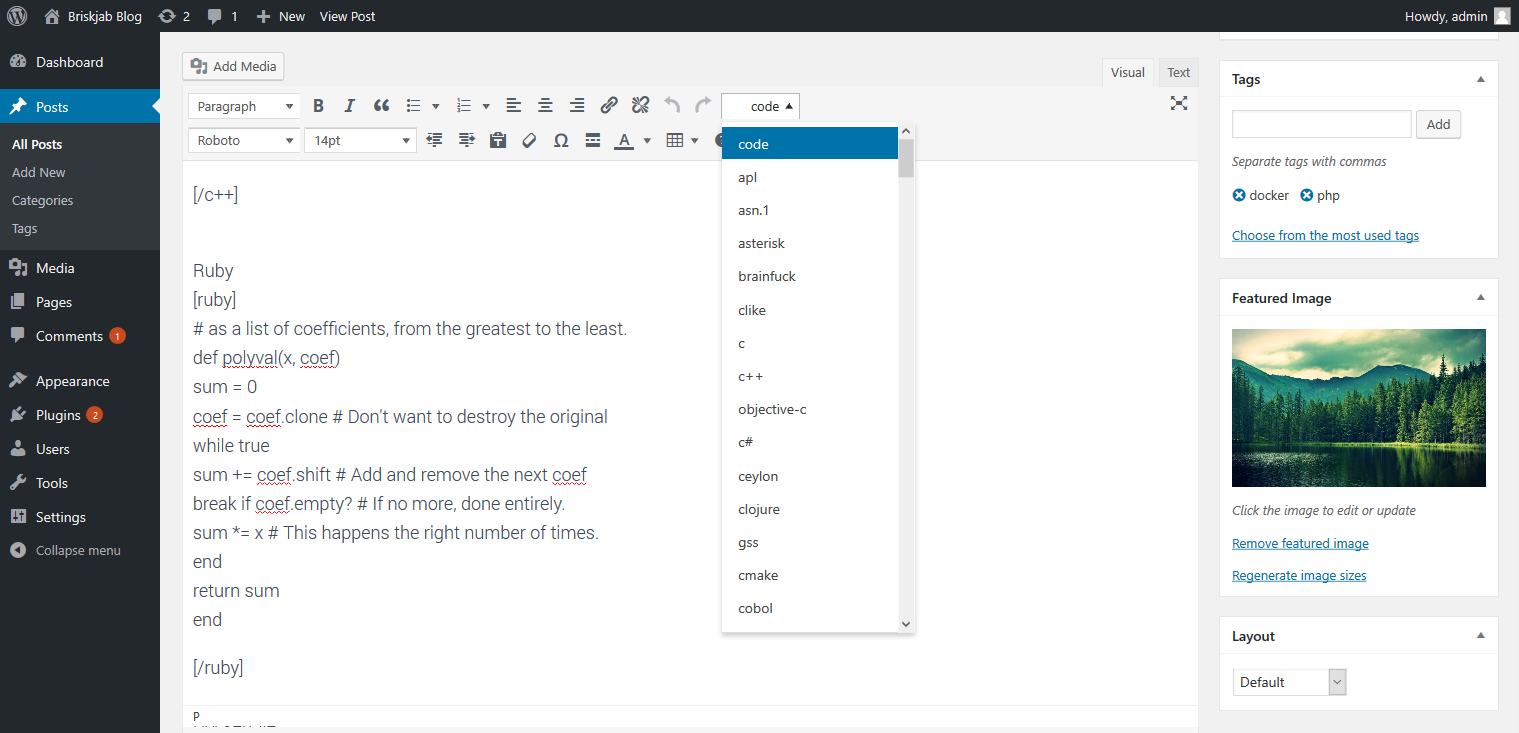 Briskjab Blog 2 1 New View Post Howdy, admin
Dashboard
Posts
All Posts
Add New
Categories
Tags
Media
Pages
Comments 1
Appearance
Plugins 2
Users
Tools
Settings
Collapse menu
Add Media
Visual Text
Paragraph B I code
Roboto 14pt Ω A
[/c++]
Ruby
[ruby]
# as a list of coefficients, from the greatest to the least.
def polyval(x, coef)
sum = 0
coef = coef.clone # Don't want to destroy the original
while true
sum += coef.shift # Add and remove the next coef
break if coef.empty? # If no more, done entirely.
sum *= x # This happens the right number of times.
end
return sum
end
[/ruby]
P
code
apl
asn.1
asterisk
brainfuck
clike
c
c++
objective-c
c#
ceylon
clojure
gss
cmake
cobol
Tags
Add
Separate tags with commas
docker php
Choose from the most used tags
Featured Image
Click the image to edit or update
Remove featured image
Regenerate image sizes
Layout
Default